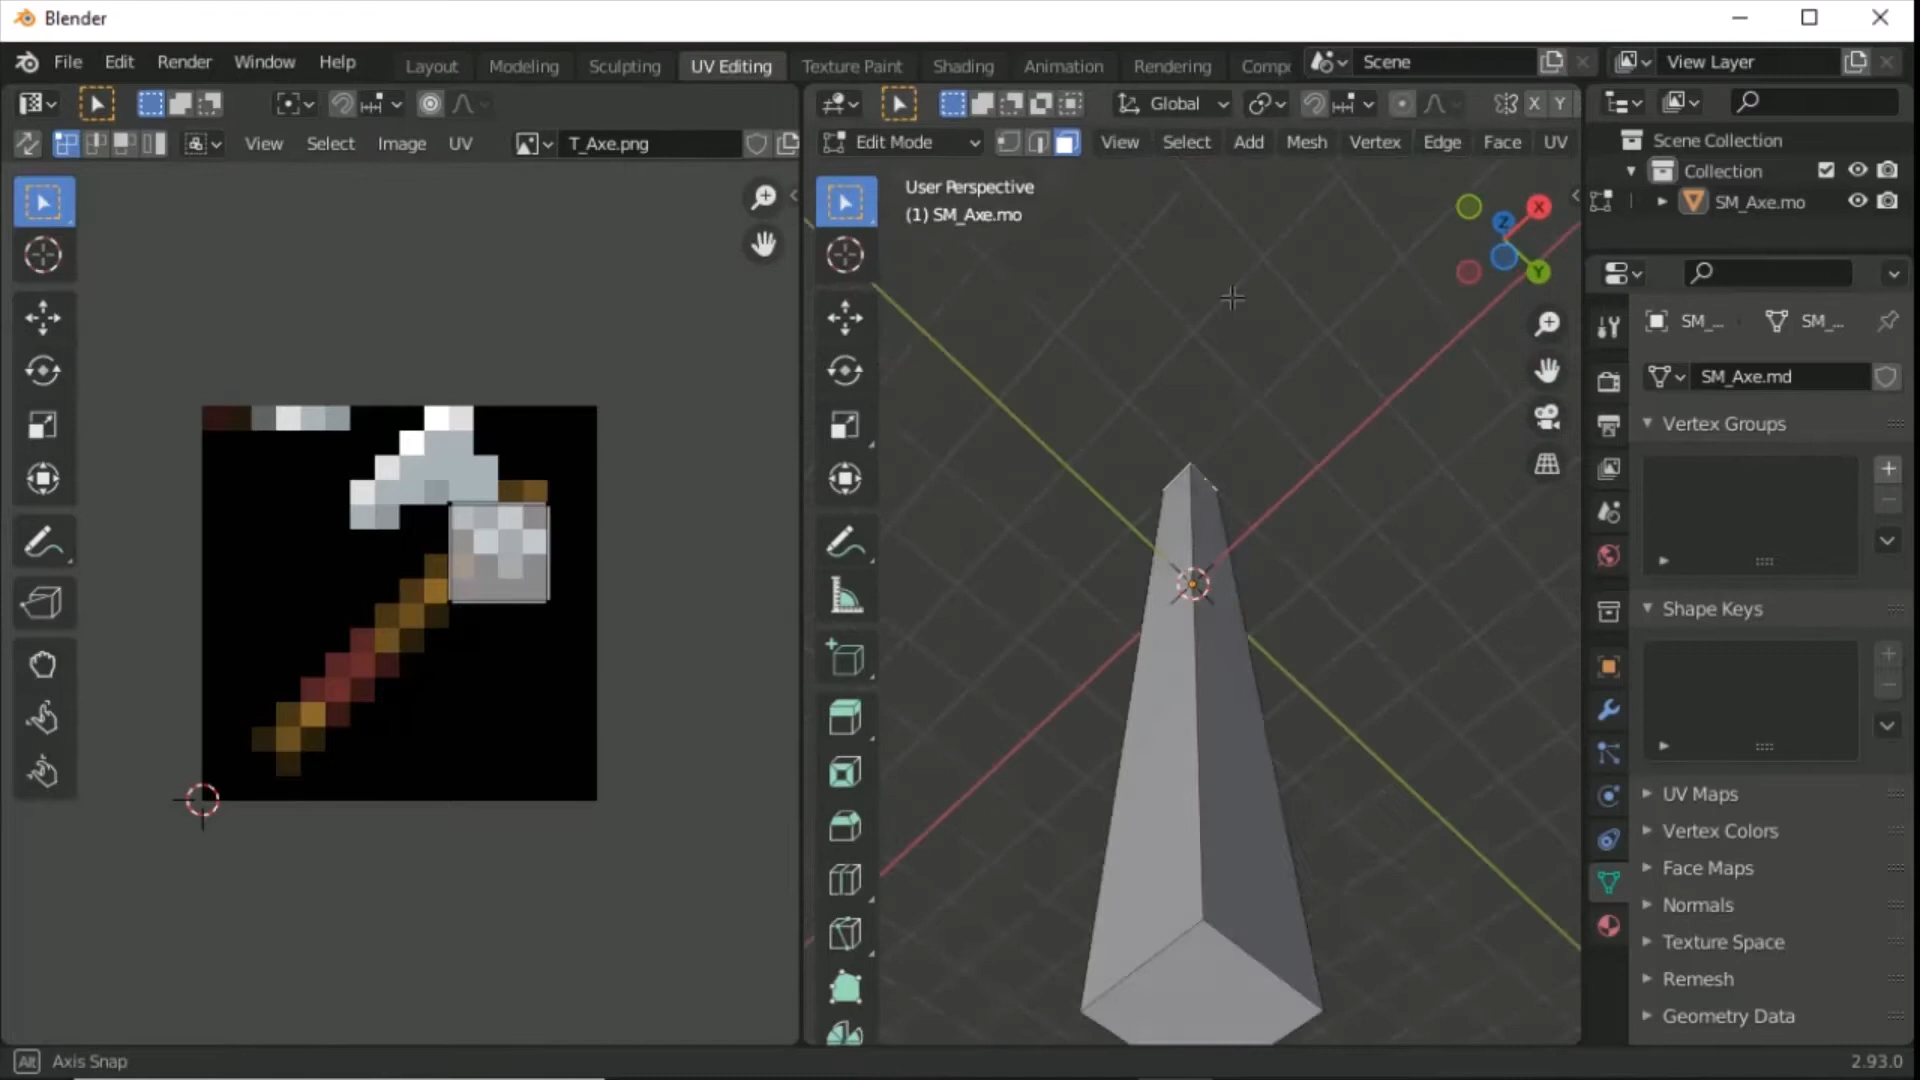 Blender
File Edit Render Window Help Layout Modeling Sculpting UV Editing Texture Paint Shading Animation Rendering Compo Scene View Layer
Global X Y
View Select Image UV T_Axe.png Edit Mode View Select Add Mesh Vertex Edge Face UV
Scene Collection
Collection
SM_Axe.mo
User Perspective
(1) SM_Axe.mo
X
Z
Y
SM_... SM_...
SM_Axe.md
Vertex Groups
Shape Keys
UV Maps
Vertex Colors
Face Maps
Normals
Texture Space
Remesh
Geometry Data
Alt Axis Snap 2.93.0